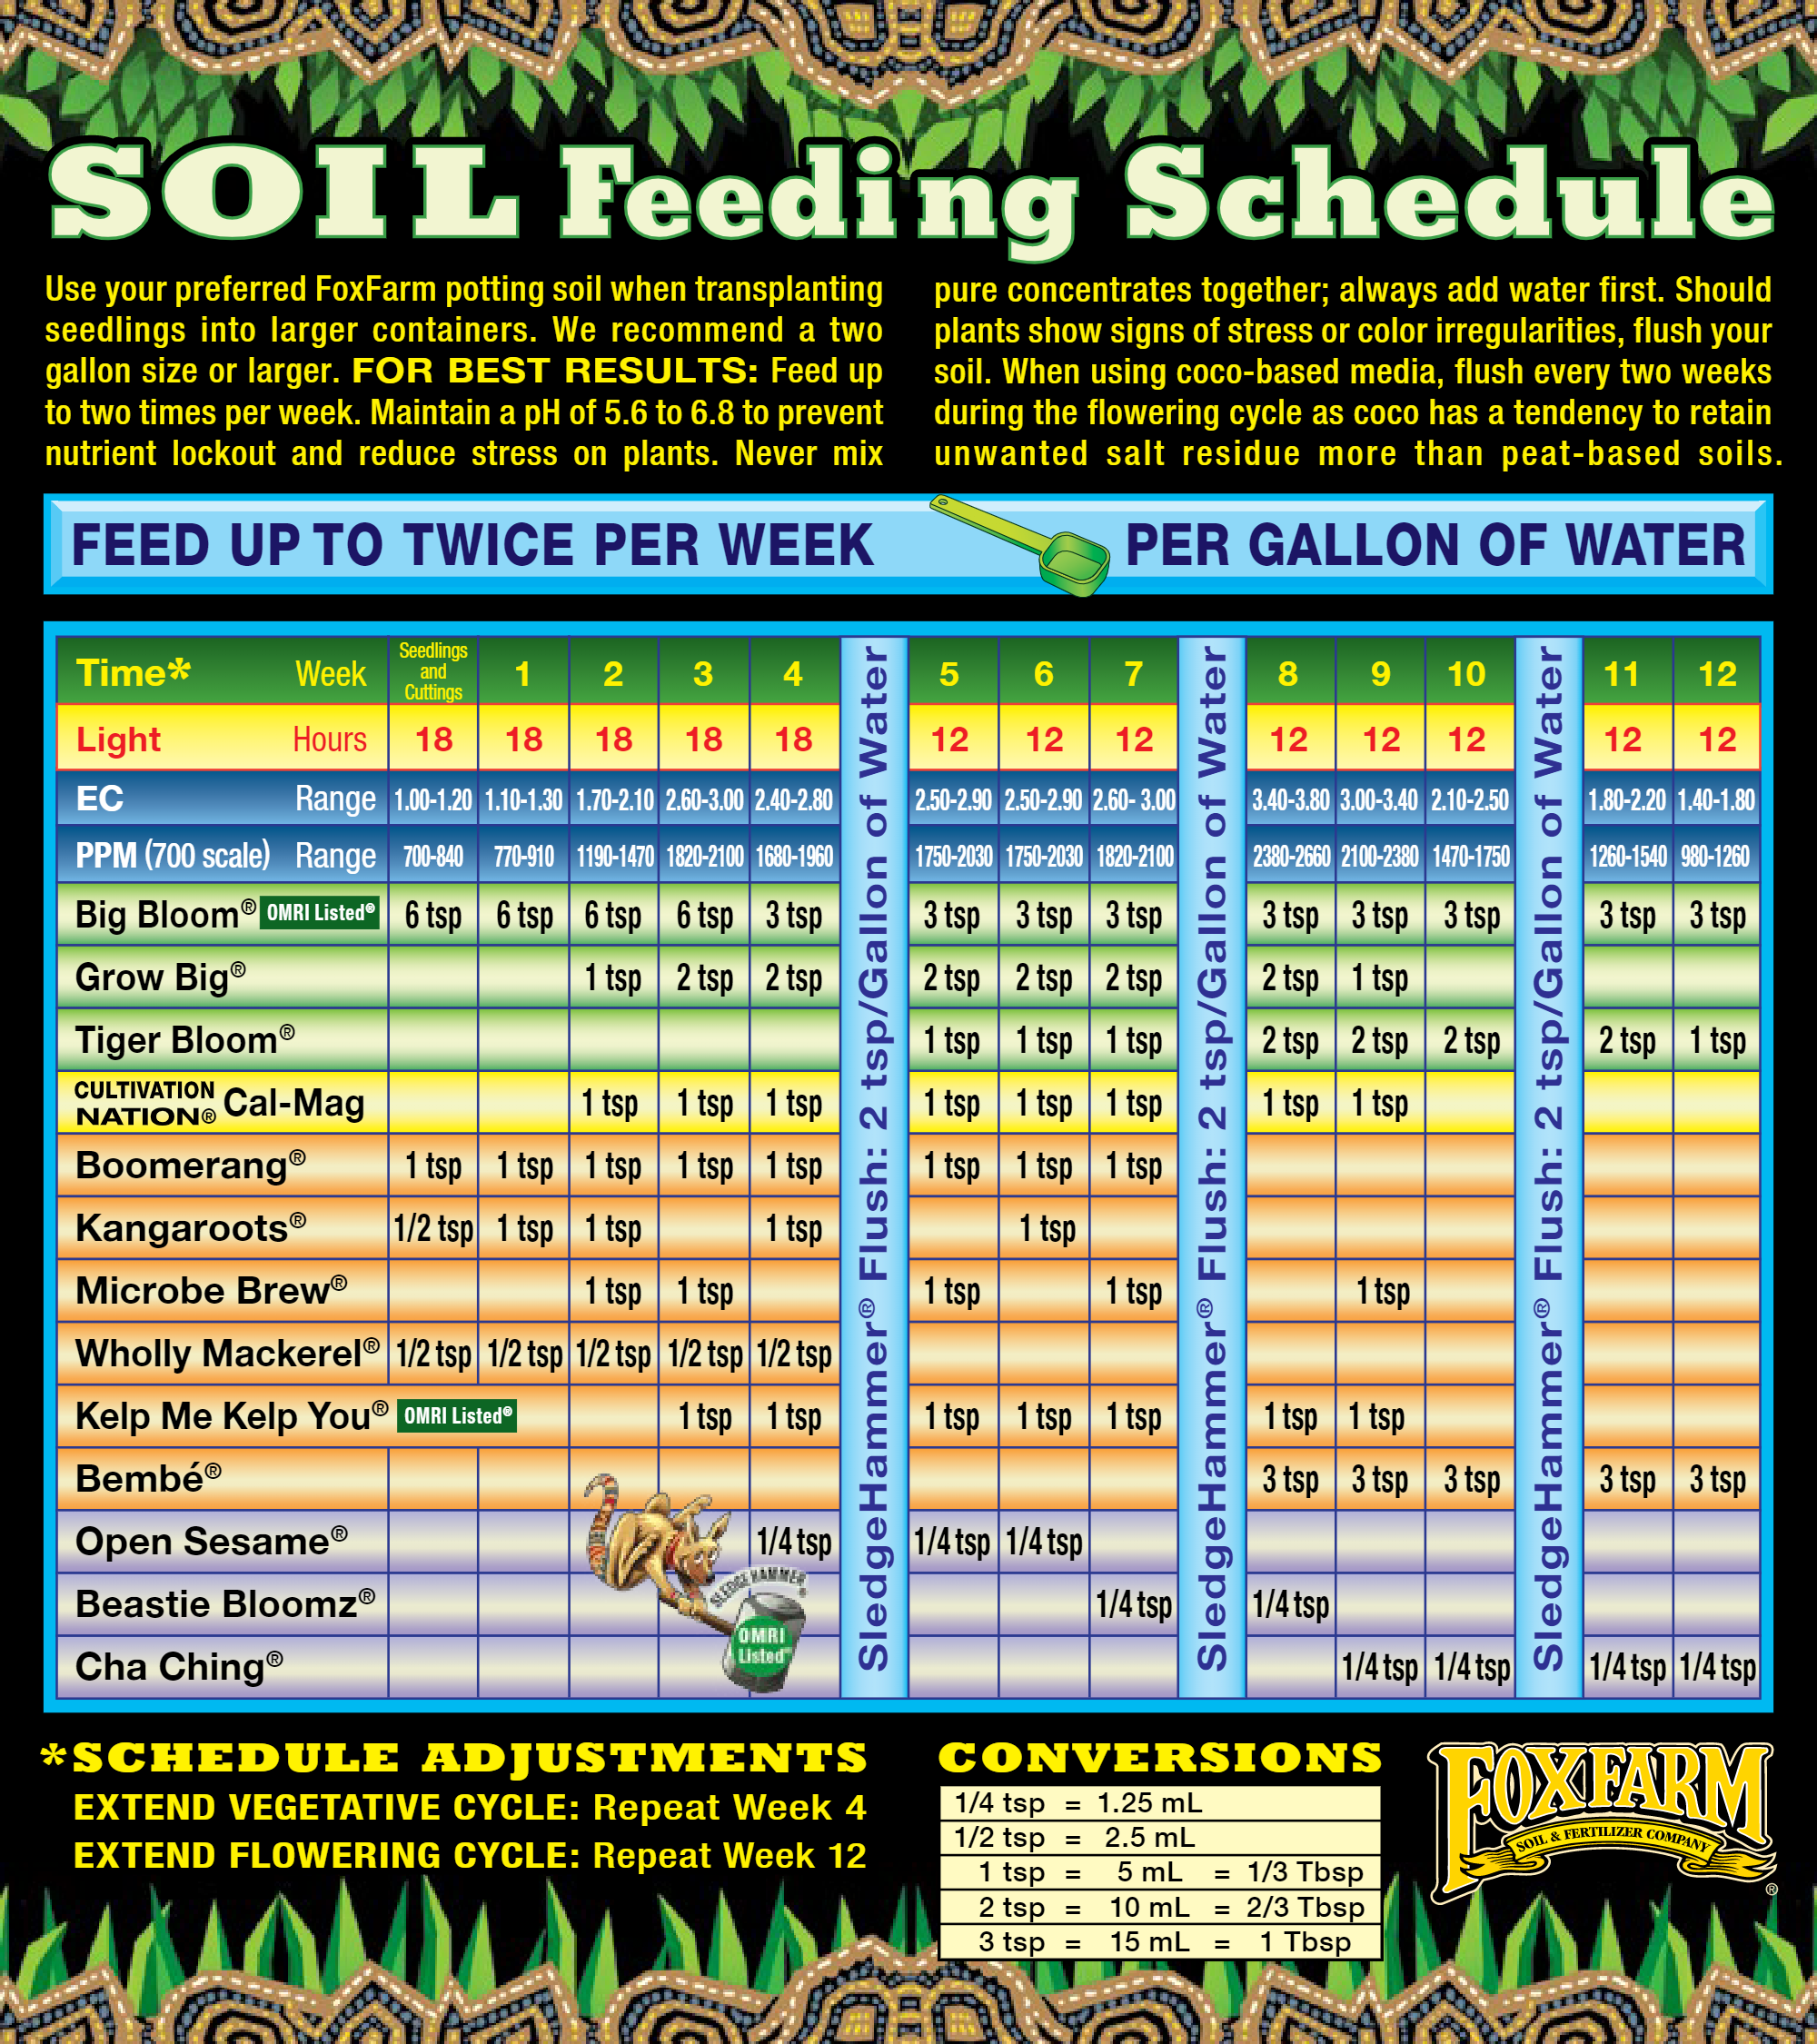 SOIL Feeding Schedule
Use your preferred FoxFarm potting soil when transplanting
seedlings into larger containers. We recommend a two
gallon size or larger. FOR BEST RESULTS: Feed up
to two times per week. Maintain a pH of 5.6 to 6.8 to prevent
nutrient lockout and reduce stress on plants. Never mix
pure concentrates together; always add water first. Should
plants show signs of stress or color irregularities, flush your
soil. When using coco-based media, flush every two weeks
during the flowering cycle as coco has a tendency to retain
unwanted salt residue more than peat-based soils.
FEED UP TO TWICE PER WEEK PER GALLON OF WATER
Time* Week Seedlings and Cuttings 1 2 3 4 5 6 7 8 9 10 11 12
Light Hours 18 18 18 18 18 12 12 12 12 12 12 12 12
EC Range 1.00-1.20 1.10-1.30 1.70-2.10 2.60-3.00 2.40-2.80 2.50-2.90 2.50-2.90 2.60- 3.00 3.40-3.80 3.00-3.40 2.10-2.50 1.80-2.20 1.40-1.80
PPM (700 scale) Range 700-840 770-910 1190-1470 1820-2100 1680-1960 1750-2030 1750-2030 1820-2100 2380-2660 2100-2380 1470-1750 1260-1540 980-1260
Big Bloom® OMRI Listed® 6 tsp 6 tsp 6 tsp 6 tsp 3 tsp 3 tsp 3 tsp 3 tsp 3 tsp 3 tsp 3 tsp 3 tsp 3 tsp
Grow Big® 1 tsp 2 tsp 2 tsp 2 tsp 2 tsp 2 tsp 2 tsp 1 tsp
Tiger Bloom® 1 tsp 1 tsp 1 tsp 2 tsp 2 tsp 2 tsp 2 tsp 1 tsp
CULTIVATION NATION® Cal-Mag 1 tsp 1 tsp 1 tsp 1 tsp 1 tsp 1 tsp 1 tsp 1 tsp
Boomerang® 1 tsp 1 tsp 1 tsp 1 tsp 1 tsp 1 tsp 1 tsp 1 tsp
Kangaroots® 1/2 tsp 1 tsp 1 tsp 1 tsp 1 tsp
Microbe Brew® 1 tsp 1 tsp 1 tsp 1 tsp 1 tsp
Wholly Mackerel® 1/2 tsp 1/2 tsp 1/2 tsp 1/2 tsp 1/2 tsp
Kelp Me Kelp You® OMRI Listed® 1 tsp 1 tsp 1 tsp 1 tsp 1 tsp 1 tsp 1 tsp
Bembé® 3 tsp 3 tsp 3 tsp 3 tsp 3 tsp
Open Sesame® 1/4 tsp 1/4 tsp 1/4 tsp
Beastie Bloomz® 1/4 tsp 1/4 tsp
Cha Ching® 1/4 tsp 1/4 tsp 1/4 tsp 1/4 tsp
SledgeHammer® Flush: 2 tsp/Gallon of Water
SledgeHammer® Flush: 2 tsp/Gallon of Water
SledgeHammer® Flush: 2 tsp/Gallon of Water
SLEDGEHAMMER®
OMRI
Listed®
*SCHEDULE ADJUSTMENTS
EXTEND VEGETATIVE CYCLE: Repeat Week 4
EXTEND FLOWERING CYCLE: Repeat Week 12
CONVERSIONS
1/4 tsp = 1.25 mL
1/2 tsp = 2.5 mL
1 tsp = 5 mL = 1/3 Tbsp
2 tsp = 10 mL = 2/3 Tbsp
3 tsp = 15 mL = 1 Tbsp
FOXFARM
SOIL & FERTILIZER COMPANY
®